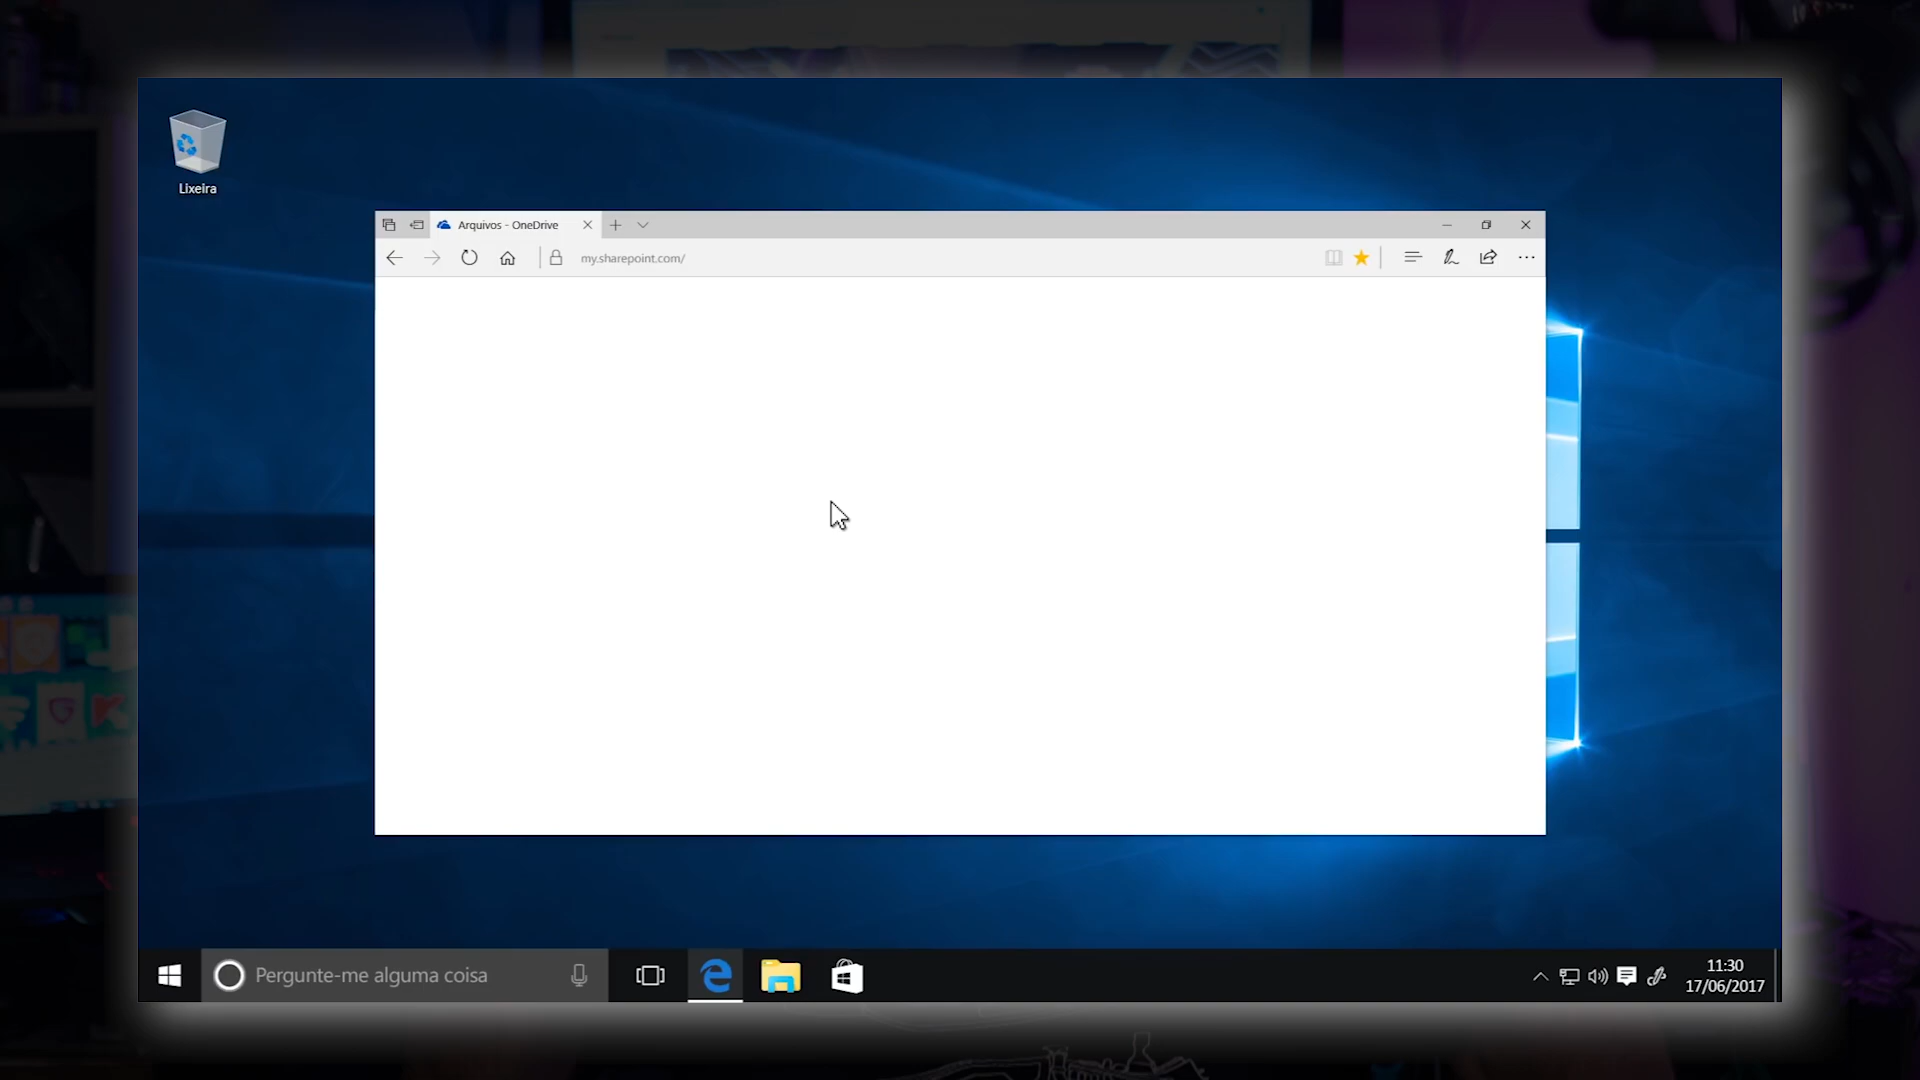 Lixeira
Arquivos - OneDrive
my.sharepoint.com/
Pergunte-me alguma coisa
11:30
17/06/2017